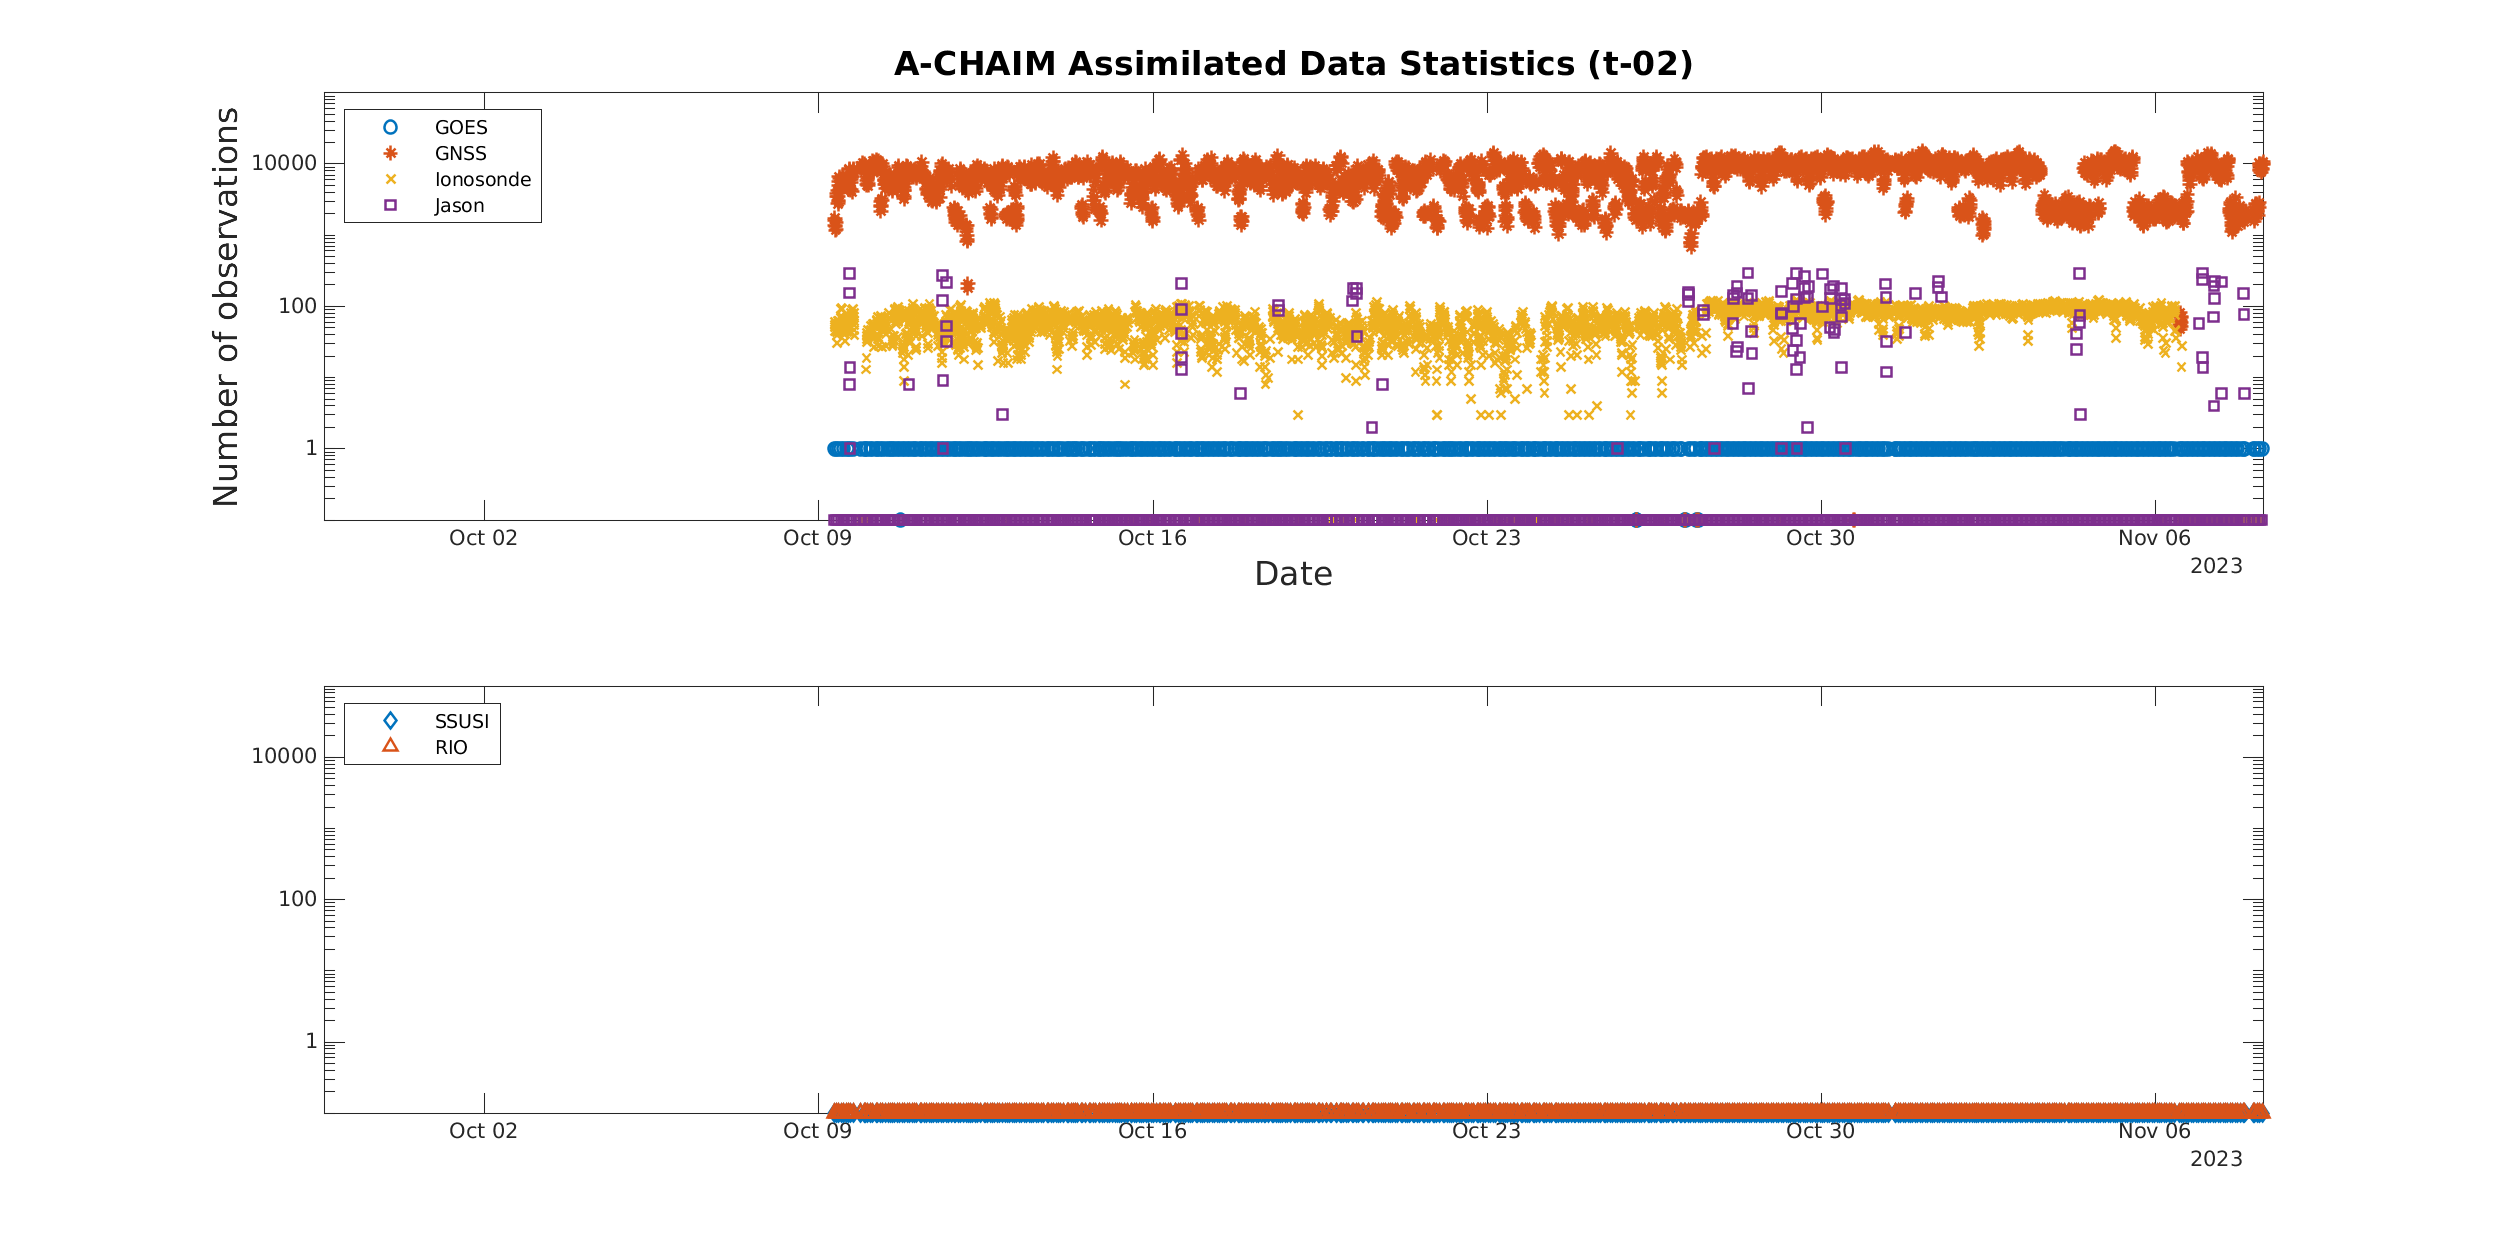 A-CHAIM Assimilated Data Statistics (t-02)
Number of observations
10000
100
1
GOES
GNSS
Ionosonde
Jason
Oct 02
Oct 09
Oct 16
Oct 23
Oct 30
Nov 06
2023
Date
10000
100
1
SSUSI
RIO
Oct 02
Oct 09
Oct 16
Oct 23
Oct 30
Nov 06
2023